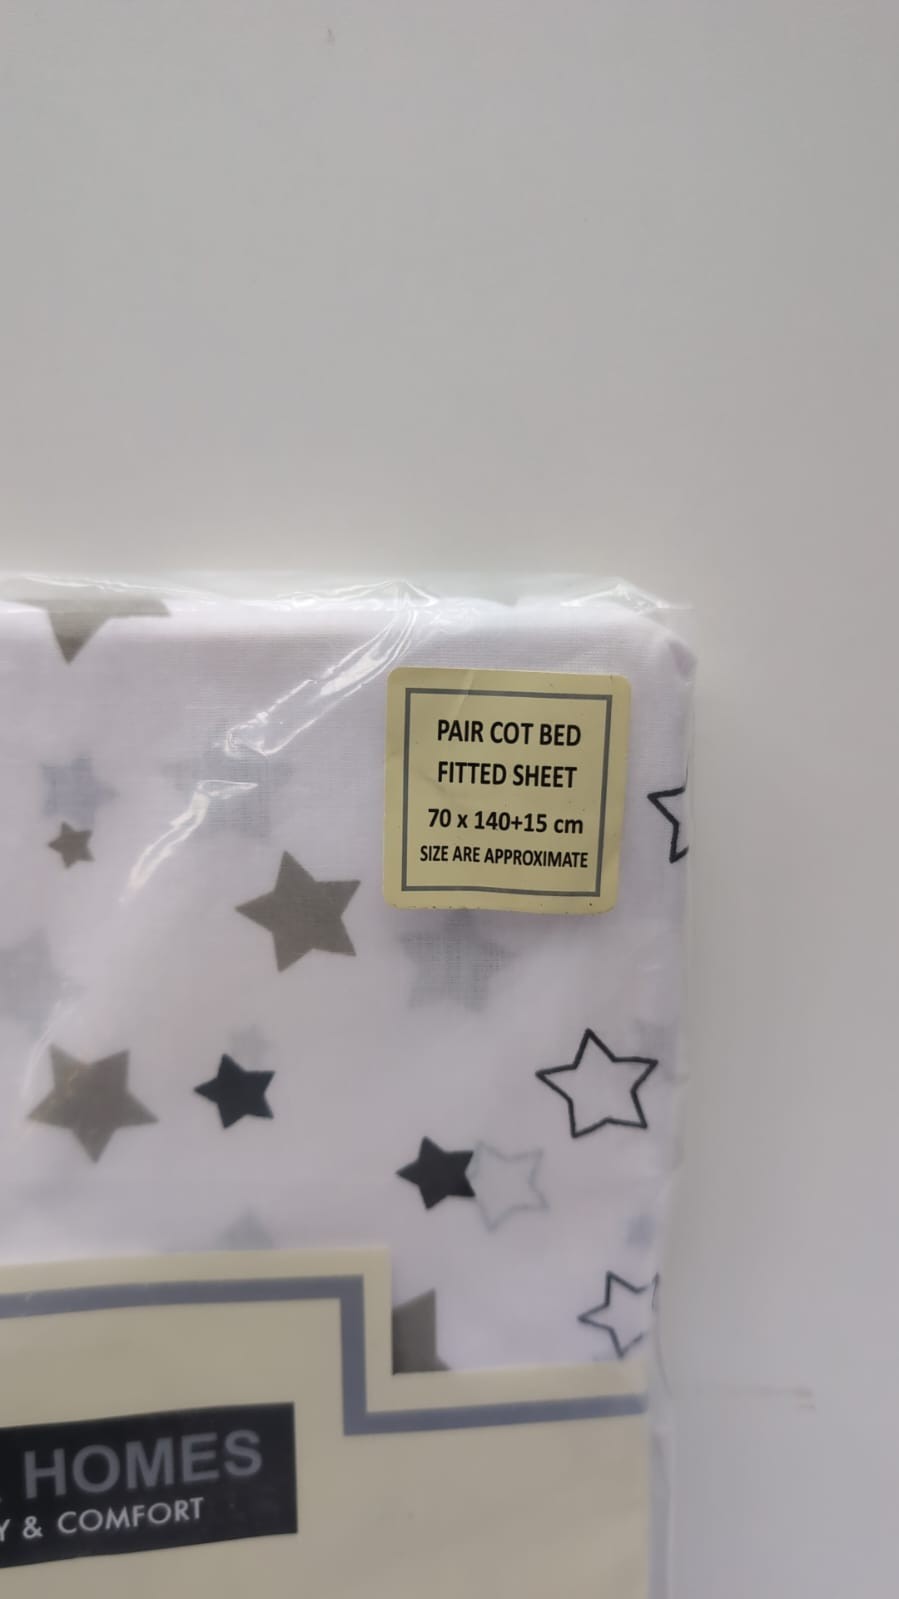 PAIR COT BED
FITTED SHEET
70 x 140+15 cm
SIZE ARE APPROXIMATE
HOMES
& COMFORT